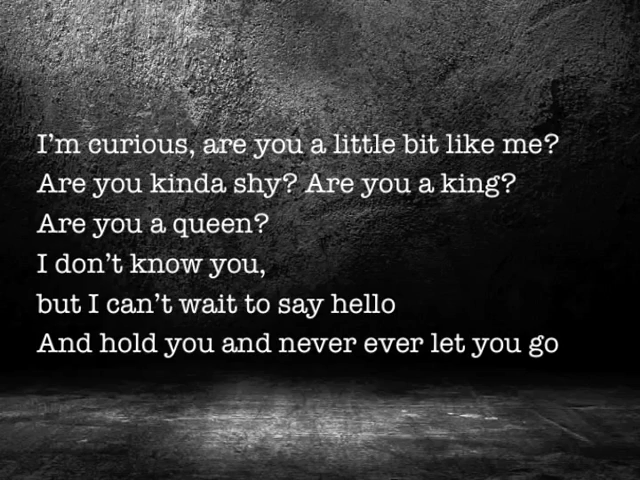 I’m curious, are you a little bit like me?
Are you kinda shy? Are you a king?
Are you a queen?
I don’t know you,
but I can’t wait to say hello
And hold you and never ever let you go